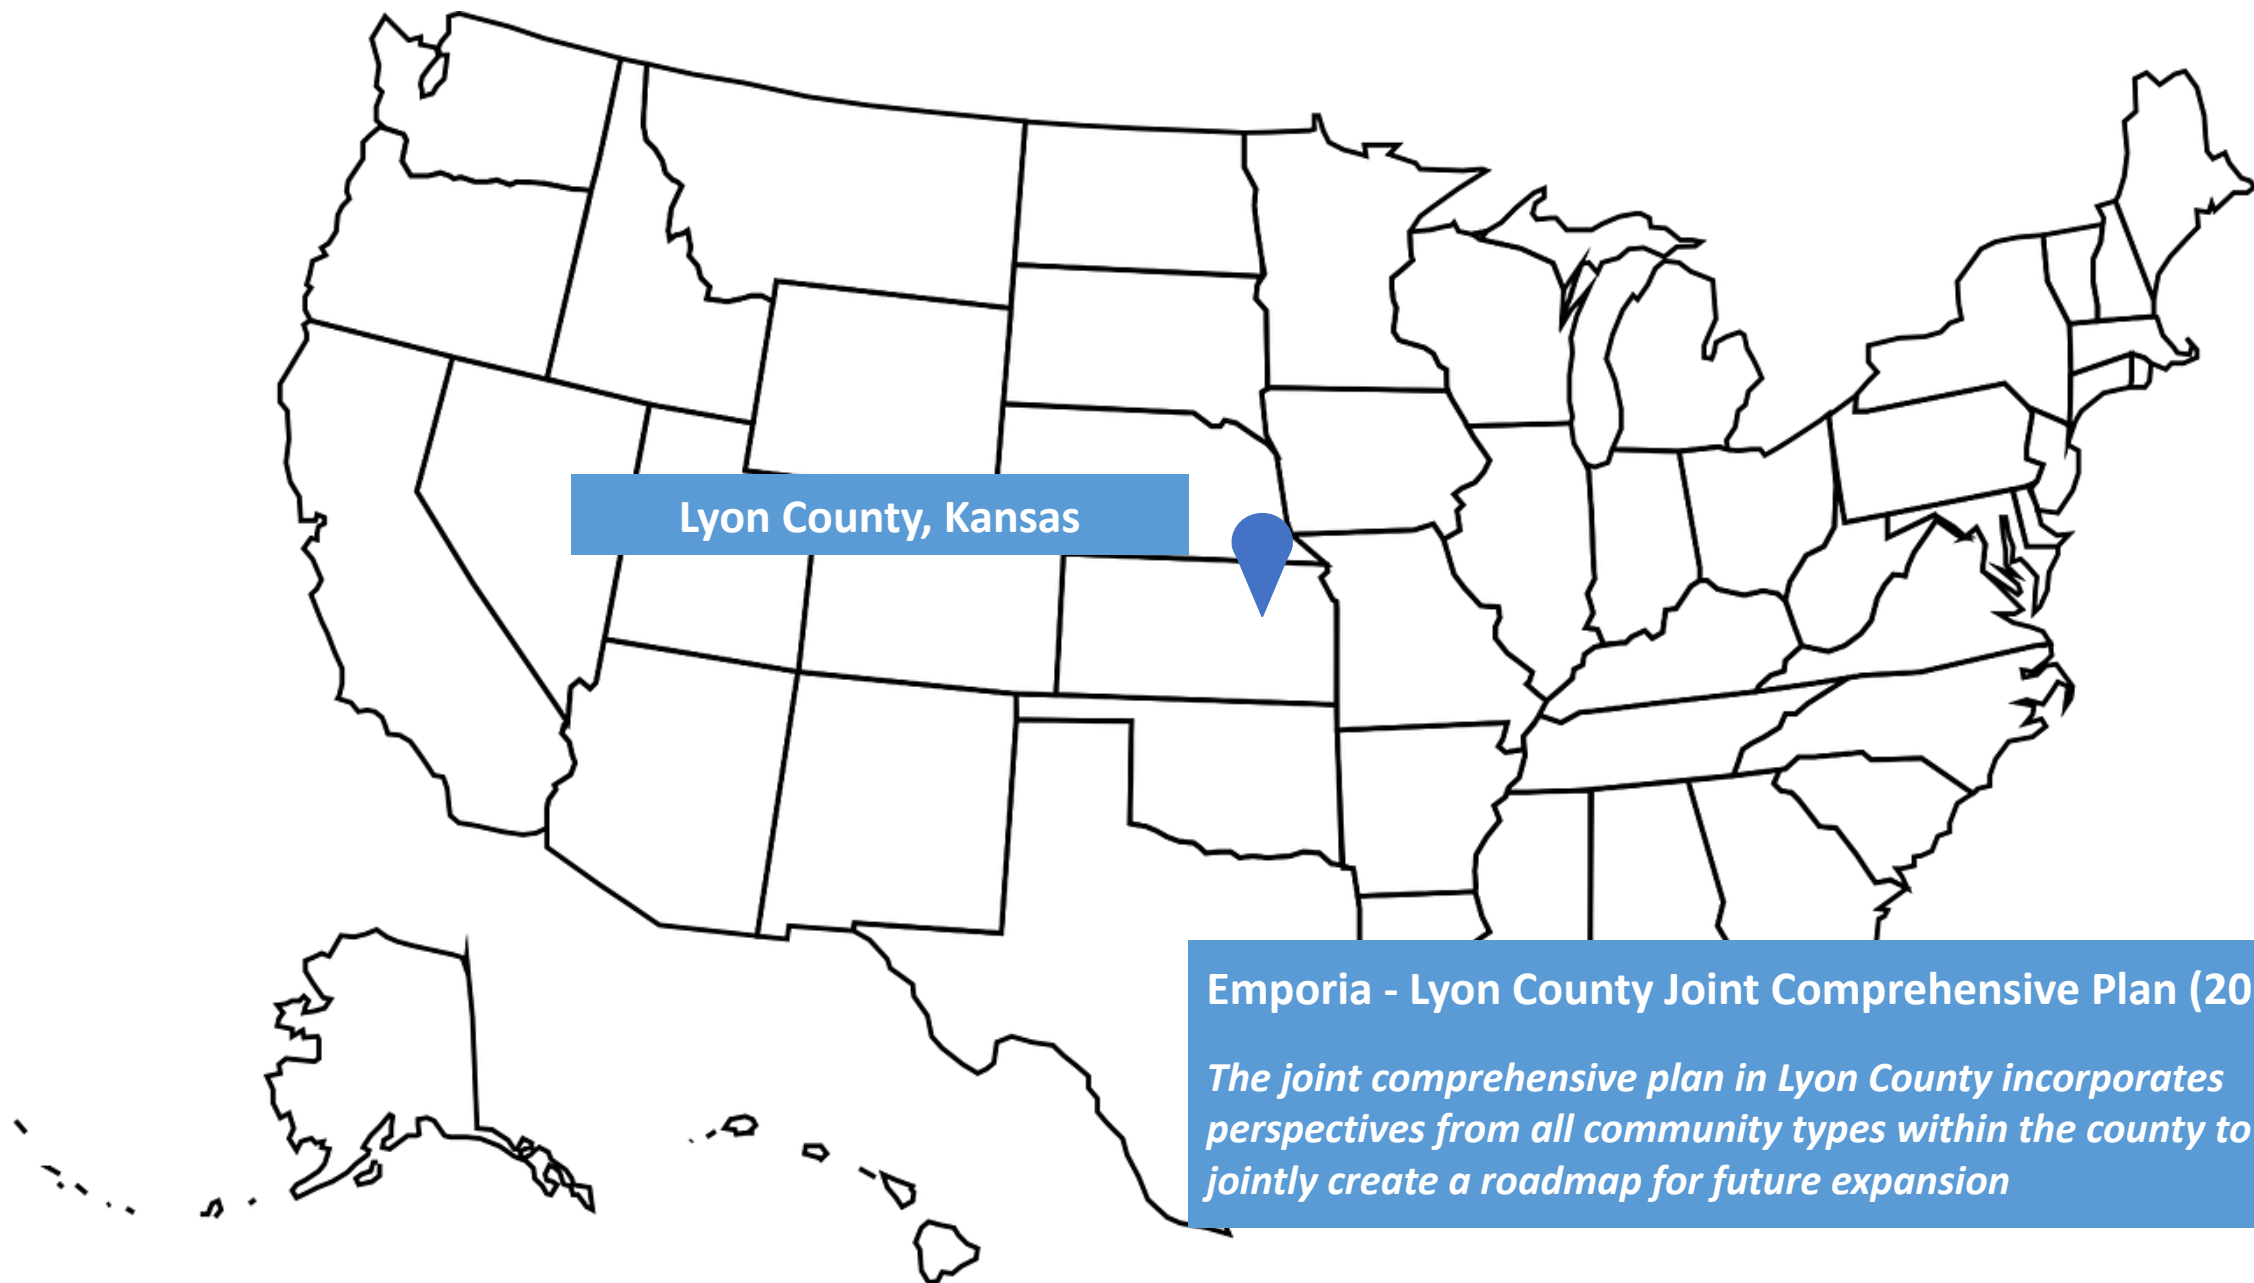 Lyon County, Kansas
Emporia - Lyon County Joint Comprehensive Plan (20
The joint comprehensive plan in Lyon County incorporates
perspectives from all community types within the county to
jointly create a roadmap for future expansion